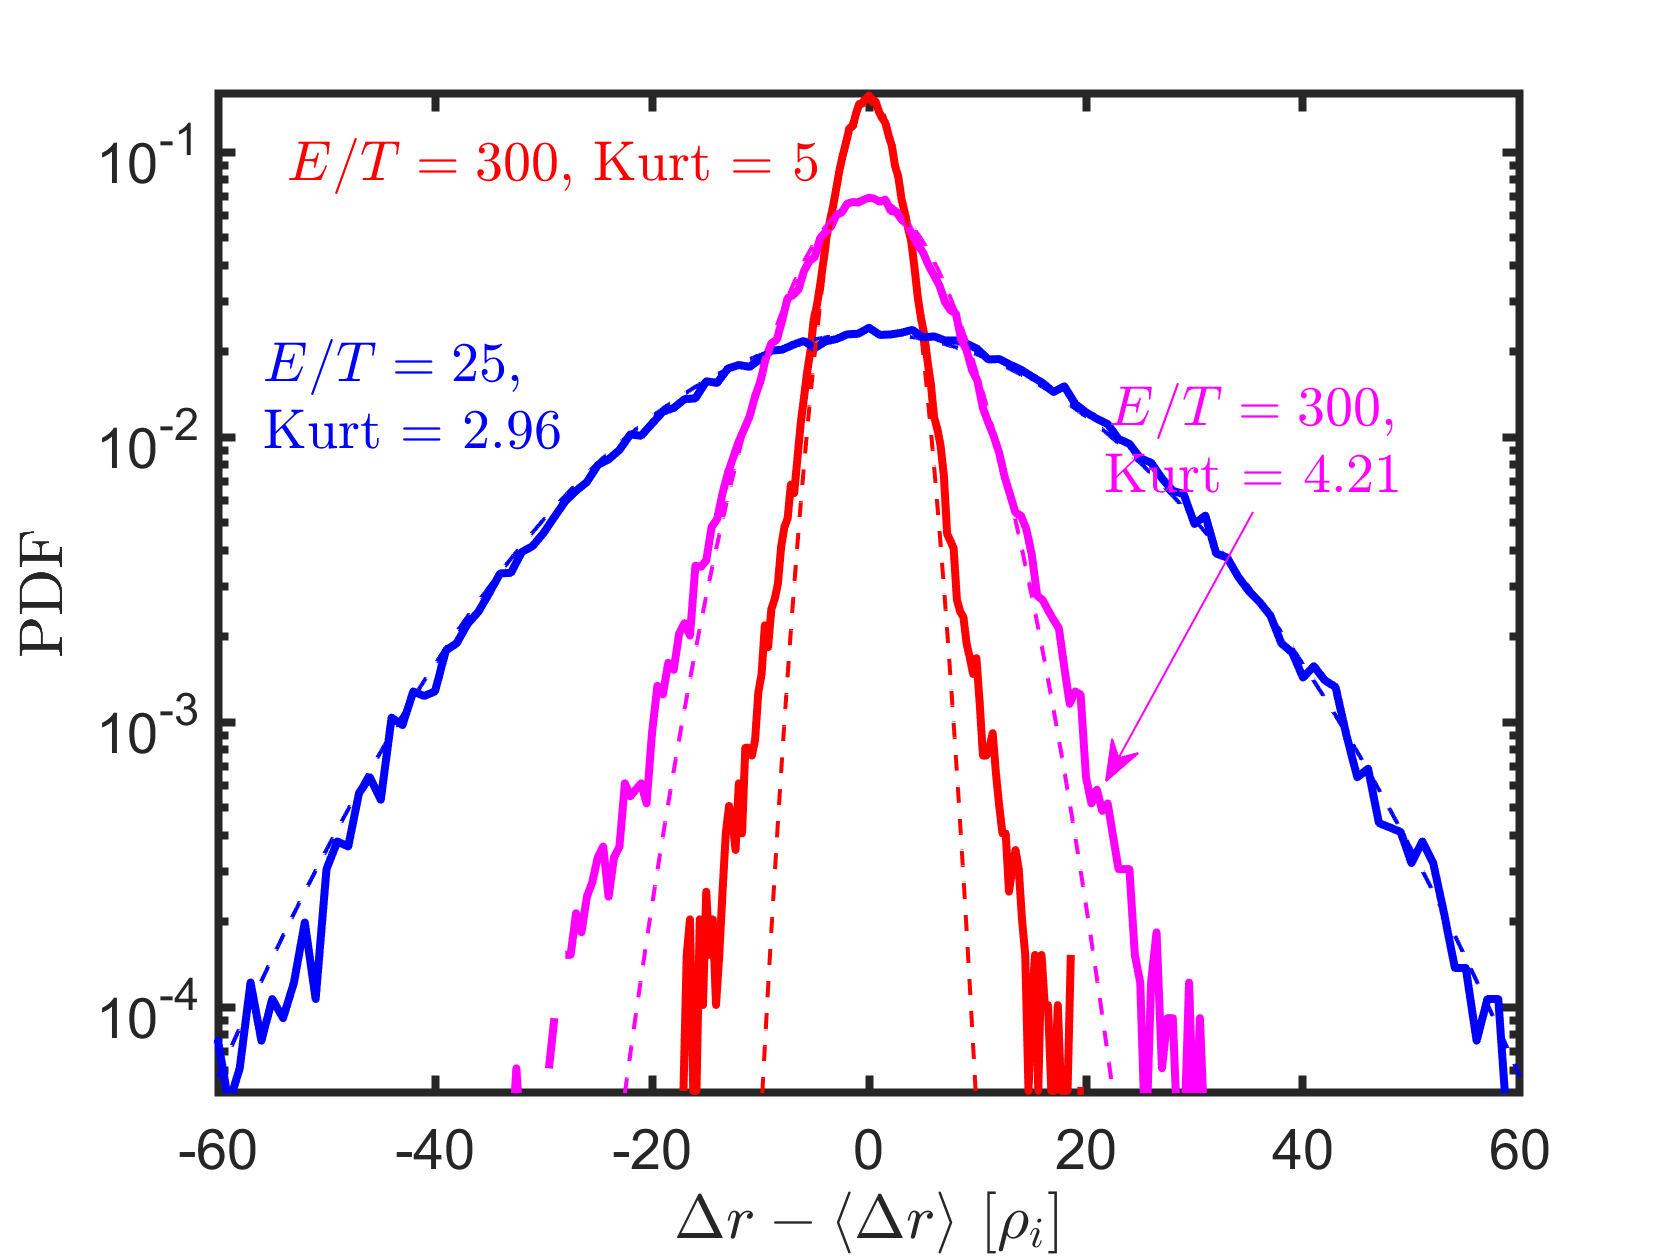 10^-1
E/T = 300, Kurt = 5
E/T = 25,
Kurt = 2.96
E/T = 300,
Kurt = 4.21
10^-2
PDF
10^-3
10^-4
-60 -40 -20 0 20 40 60
Δr − ⟨Δr⟩ [ρ_i]